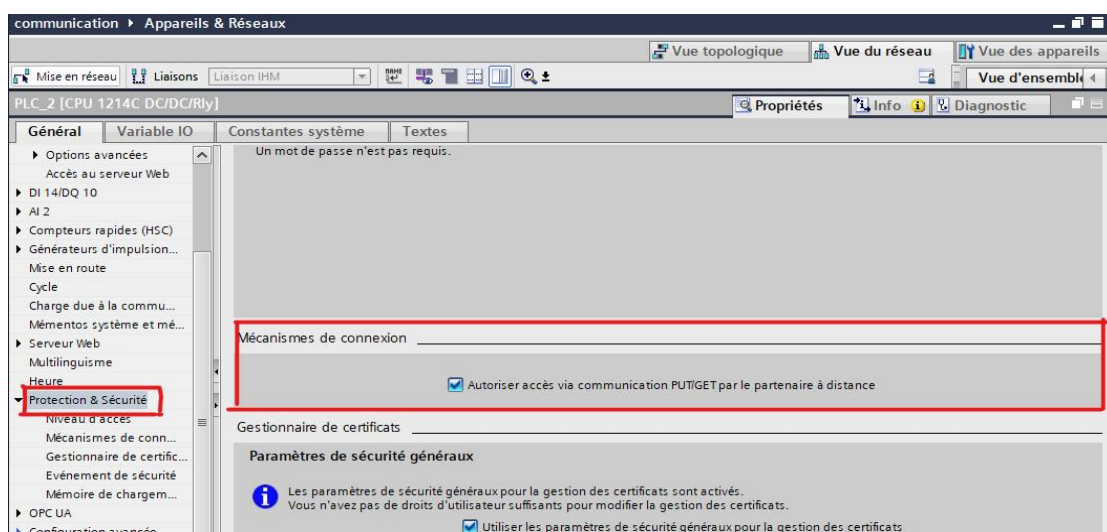 communication ▸ Appareils & Réseaux
Vue topologique Vue du réseau Vue des appareils
Mise en réseau Liaisons Liaison IHM Vue d'ensemble
PLC_2 [CPU 1214C DC/DC/Rly] Propriétés Info Diagnostic
Général Variable IO Constantes système Textes
Options avancées
Accès au serveur Web
DI 14/DQ 10
AI 2
Compteurs rapides (HSC)
Générateurs d'impulsion...
Mise en route
Cycle
Charge due à la commu...
Mémentos système et mé...
Serveur Web
Multilinguisme
Heure
Protection & Sécurité
Niveau d'accès
Mécanismes de conn...
Gestionnaire de certific...
Evénement de sécurité
Mémoire de chargem...
OPC UA
Configuration avancée
Un mot de passe n'est pas requis.
Mécanismes de connexion
Autoriser accès via communication PUT/GET par le partenaire à distance
Gestionnaire de certificats
Paramètres de sécurité généraux
Les paramètres de sécurité généraux pour la gestion des certificats sont activés.
Vous n'avez pas de droits d'utilisateur suffisants pour modifier la gestion des certificats.
Utiliser les paramètres de sécurité généraux pour la gestion des certificats